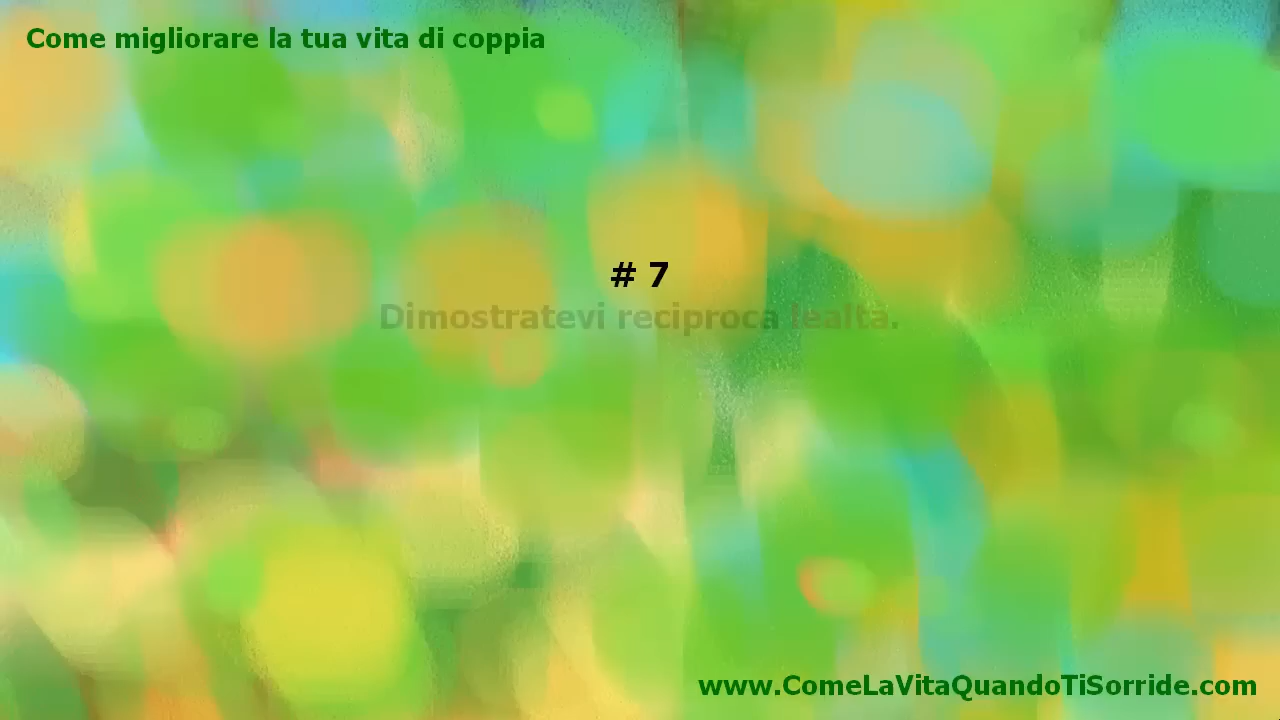 Come migliorare la tua vita di coppia
# 7
Dimostratevi reciproca lealtà.
www.ComeLaVitaQuandoTiSorride.com